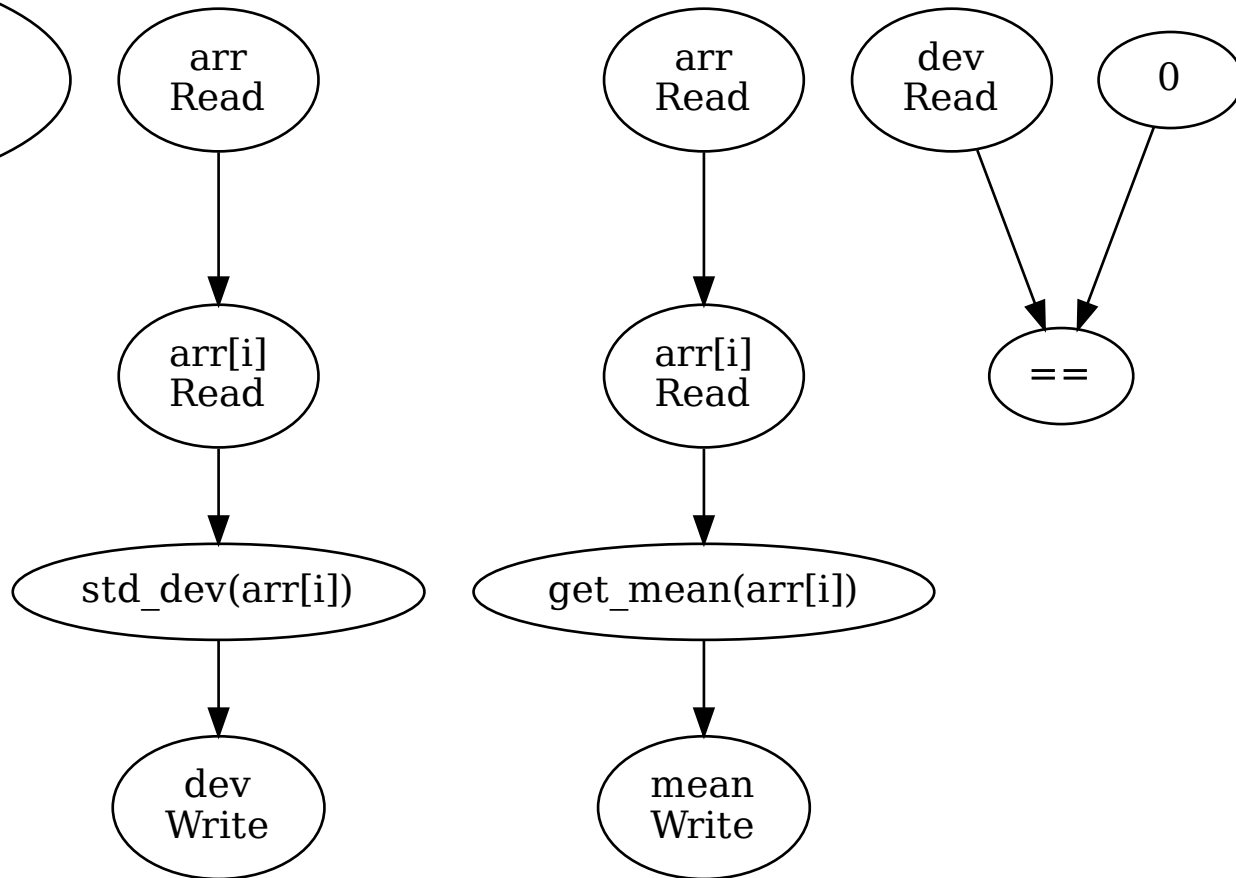 arr
Read
arr
Read
dev
Read
0
arr[i]
Read
arr[i]
Read
==
std_dev(arr[i])
get_mean(arr[i])
dev
Write
mean
Write